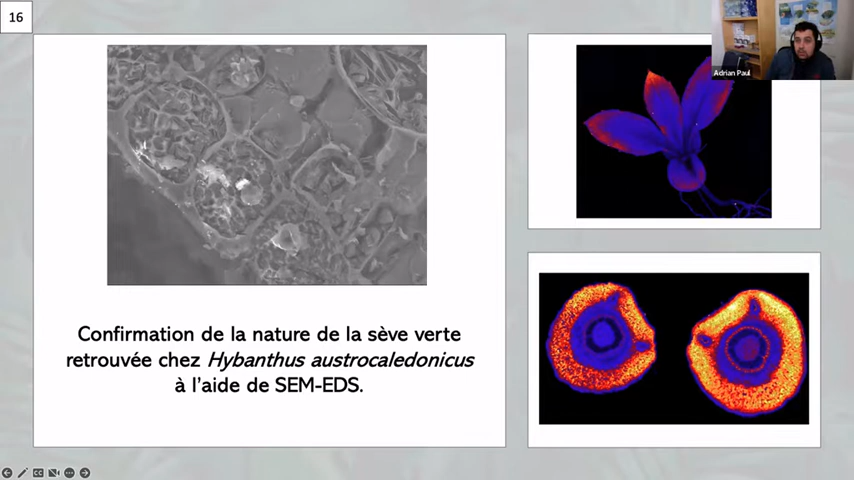 16
Adrian Paul
Confirmation de la nature de la sève verte
retrouvée chez Hybanthus austrocaledonicus
à l'aide de SEM-EDS.